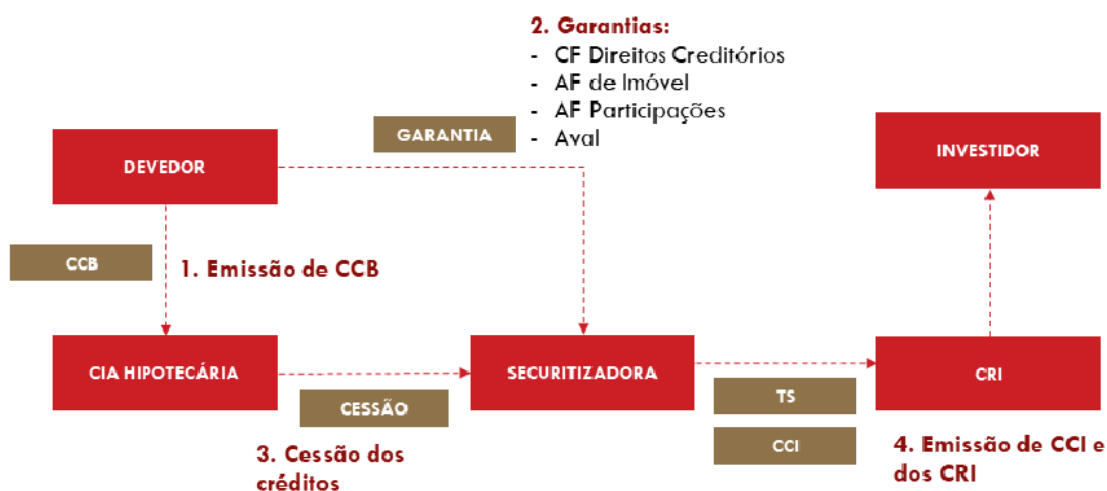 2. Garantias:
- CF Direitos Creditórios
- AF de Imóvel
- AF Participações
- Aval
GARANTIA
DEVEDOR
INVESTIDOR
CCB
1. Emissão de CCB
CIA HIPOTECÁRIA
SECURITIZADORA
CRI
CESSÃO
TS
CCI
3. Cessão dos
créditos
4. Emissão de CCI e
dos CRI